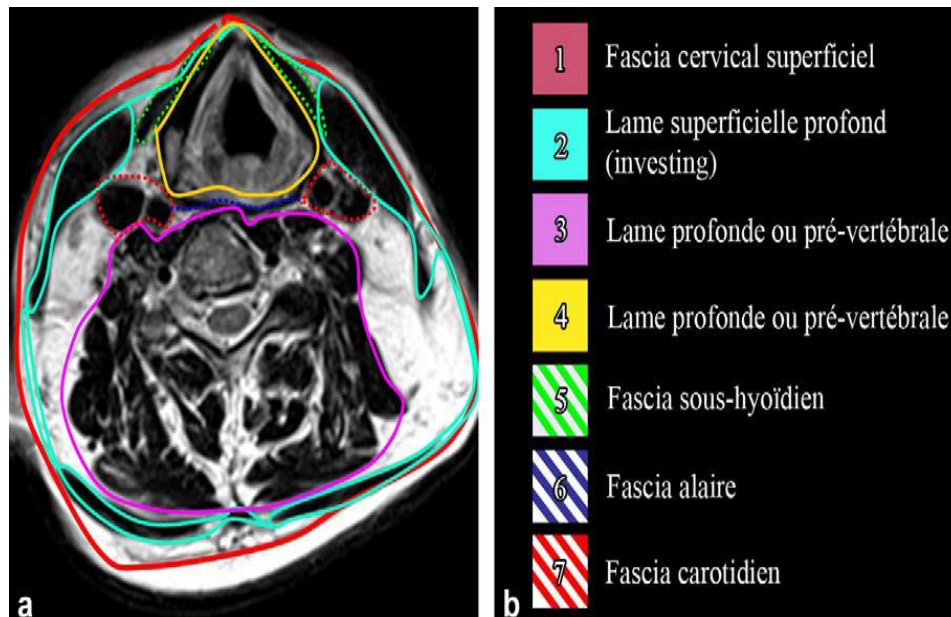 a
b
1 Fascia cervical superficiel
2 Lame superficielle profond
(investing)
3 Lame profonde ou pré-vertébrale
4 Lame profonde ou pré-vertébrale
5 Fascia sous-hyoïdien
6 Fascia alaire
7 Fascia carotidien